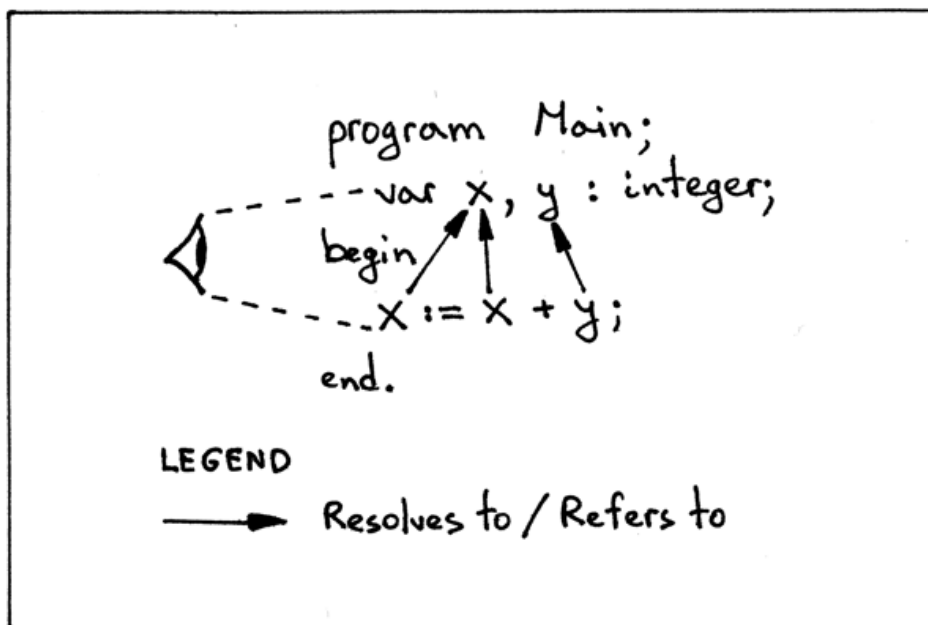 program Main;
var x, y : integer;
begin
x := x + y;
end.
LEGEND
Resolves to / Refers to